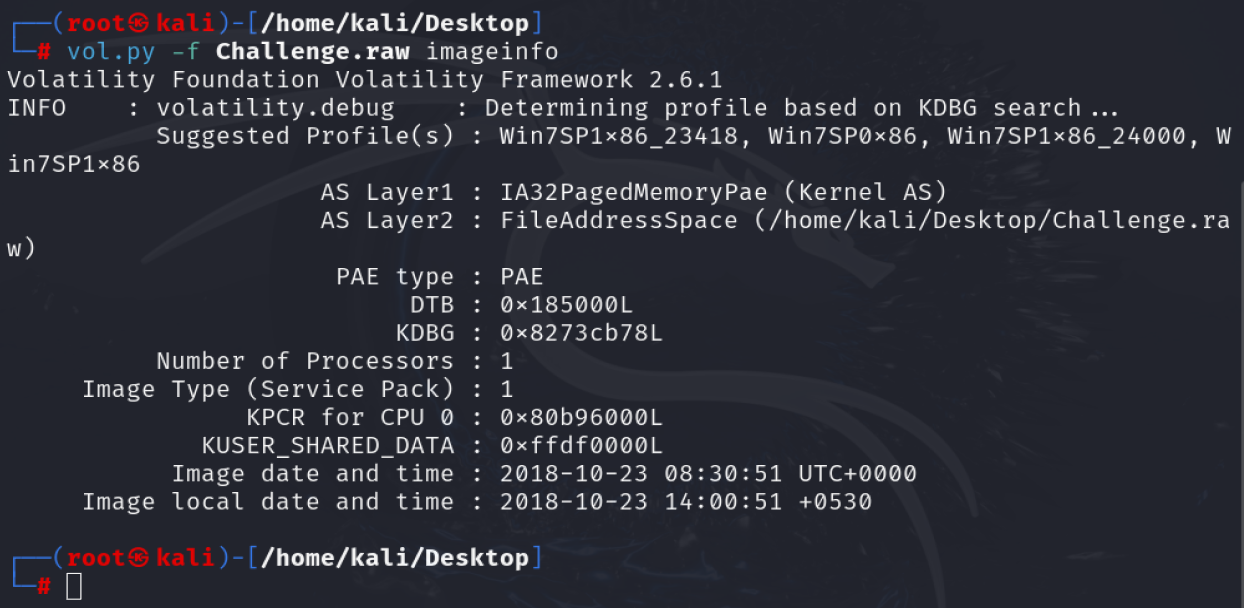 ┌──(root㉿kali)-[/home/kali/Desktop]
└─# vol.py -f Challenge.raw imageinfo
Volatility Foundation Volatility Framework 2.6.1
INFO    : volatility.debug    : Determining profile based on KDBG search...
          Suggested Profile(s) : Win7SP1x86_23418, Win7SP0x86, Win7SP1x86_24000, W
in7SP1x86
                     AS Layer1 : IA32PagedMemoryPae (Kernel AS)
                     AS Layer2 : FileAddressSpace (/home/kali/Desktop/Challenge.ra
w)
                      PAE type : PAE
                           DTB : 0x185000L
                          KDBG : 0x8273cb78L
          Number of Processors : 1
     Image Type (Service Pack) : 1
                KPCR for CPU 0 : 0x80b96000L
             KUSER_SHARED_DATA : 0xffdf0000L
           Image date and time : 2018-10-23 08:30:51 UTC+0000
     Image local date and time : 2018-10-23 14:00:51 +0530
┌──(root㉿kali)-[/home/kali/Desktop]
└─#